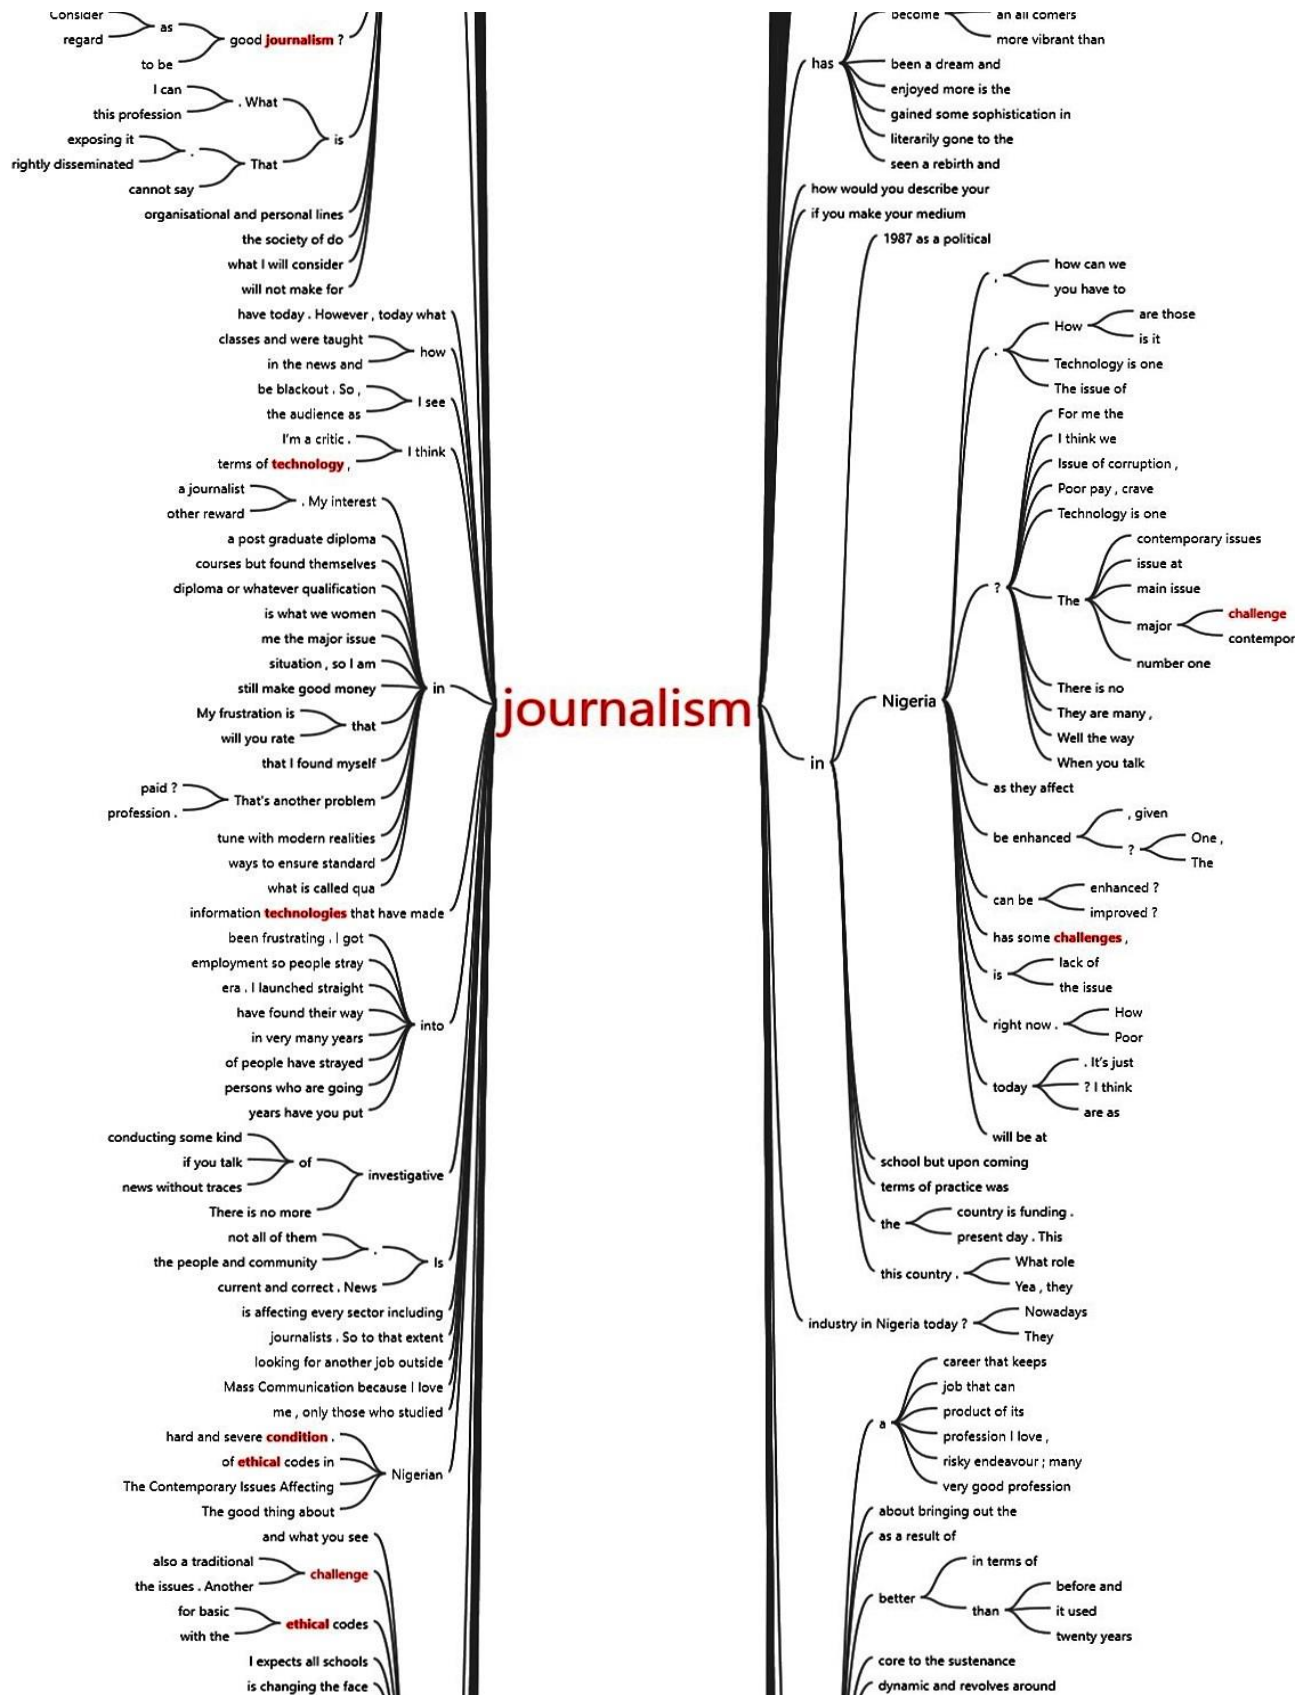 Consider
regard
as
to be
good journalism ?
I can
this profession
. What
is
exposing it
rightly disseminated
.
That
cannot say
organisational and personal lines
the society of do
what I will consider
will not make for
have today . However , today what
classes and were taught
in the news and
how
be blackout . So ,
the audience as
I see
I'm a critic .
terms of technology ,
I think
a journalist
other reward
. My interest
a post graduate diploma
courses but found themselves
diploma or whatever qualification
is what we women
me the major issue
situation , so I am
still make good money
in
My frustration is
will you rate
that
that I found myself
paid ?
profession .
That's another problem
tune with modern realities
ways to ensure standard
what is called qua
information technologies that have made
been frustrating . I got
employment so people stray
era . I launched straight
have found their way
into
in very many years
of people have strayed
persons who are going
years have you put
conducting some kind
if you talk
of
news without traces
investigative
There is no more
not all of them
the people and community
.
Is
current and correct . News
is affecting every sector including
journalists . So to that extent
looking for another job outside
Mass Communication because I love
me , only those who studied
hard and severe condition .
of ethical codes in
Nigerian
The Contemporary Issues Affecting
The good thing about
and what you see
also a traditional
the issues . Another
challenge
for basic
with the
ethical codes
I expects all schools
is changing the face
journalism
become
an all comers
more vibrant than
has
been a dream and
enjoyed more is the
gained some sophistication in
literarily gone to the
seen a rebirth and
how would you describe your
if you make your medium
in
1987 as a political
Nigeria
,
how can we
you have to
.
How
are those
is it
Technology is one
The issue of
?
For me the
I think we
Issue of corruption ,
Poor pay , crave
Technology is one
The
contemporary issues
issue at
main issue
major
challenge
contempor
number one
There is no
They are many ,
Well the way
When you talk
as they affect
be enhanced
, given
?
One ,
The
can be
enhanced ?
improved ?
has some challenges ,
is
lack of
the issue
right now .
How
Poor
today
. It's just
? I think
are as
will be at
school but upon coming
terms of practice was
the
country is funding .
present day . This
this country .
What role
Yea , they
industry in Nigeria today ?
Nowadays
They
a
career that keeps
job that can
product of its
profession I love ,
risky endeavour ; many
very good profession
about bringing out the
as a result of
better
in terms of
than
before and
it used
twenty years
core to the sustenance
dynamic and revolves around